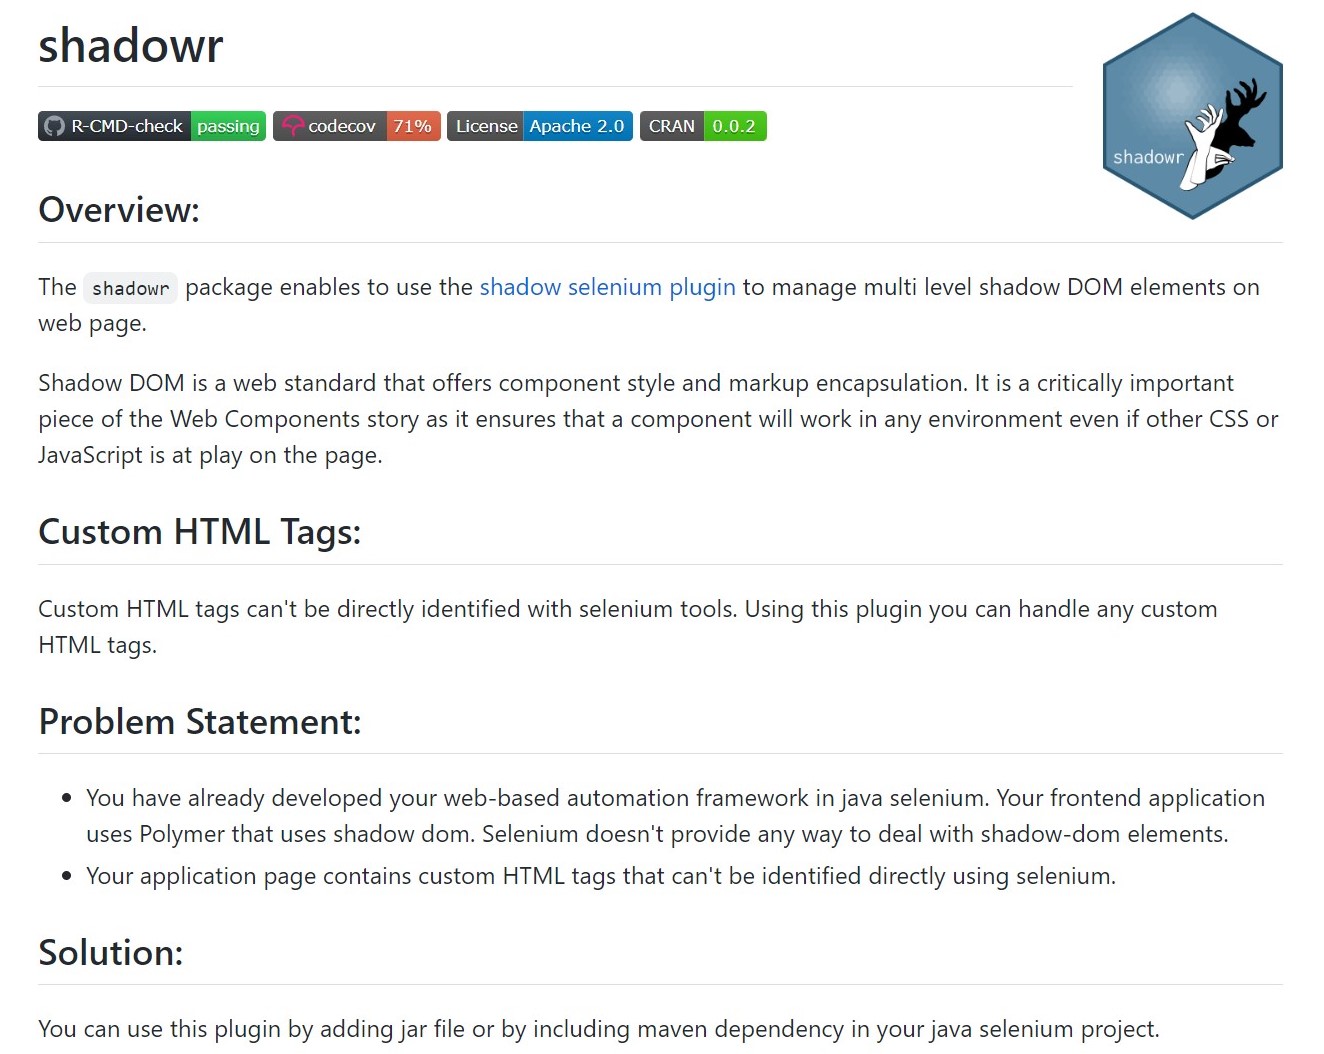 shadowr
R-CMD-check passing codecov 71% License Apache 2.0 CRAN 0.0.2
shadowr
Overview:
The shadowr package enables to use the shadow selenium plugin to manage multi level shadow DOM elements on
web page.
Shadow DOM is a web standard that offers component style and markup encapsulation. It is a critically important
piece of the Web Components story as it ensures that a component will work in any environment even if other CSS or
JavaScript is at play on the page.
Custom HTML Tags:
Custom HTML tags can't be directly identified with selenium tools. Using this plugin you can handle any custom
HTML tags.
Problem Statement:
• You have already developed your web-based automation framework in java selenium. Your frontend application
uses Polymer that uses shadow dom. Selenium doesn't provide any way to deal with shadow-dom elements.
• Your application page contains custom HTML tags that can't be identified directly using selenium.
Solution:
You can use this plugin by adding jar file or by including maven dependency in your java selenium project.